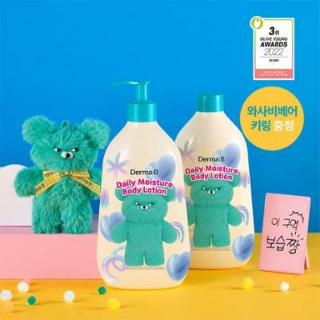 3위
OLIVE YOUNG
AWARDS
2022
와사비베어
키링 증정
Derma:B
Daily Moisture
Body Lotion
Derma:B
Daily Moisture
Body Lotion
이 구역
보습짱